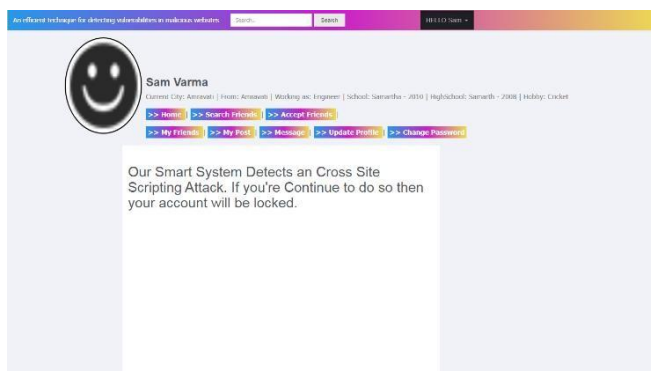 An efficient technique for detecting vulnerabilities in malicious websites Search.. Search HELLO Sam
Sam Varma
Current City: Amravati | From: Amravati | Working as: Engineer | School: Samartha - 2010 | HighSchool: Samarth - 2008 | Hobby: Cricket
>> Home | >> Search Friends | >> Accept Friends |
>> My Friends | >> My Post | >> Message | >> Update Profile | >> Change Password
Our Smart System Detects an Cross Site
Scripting Attack. If you're Continue to do so then
your account will be locked.